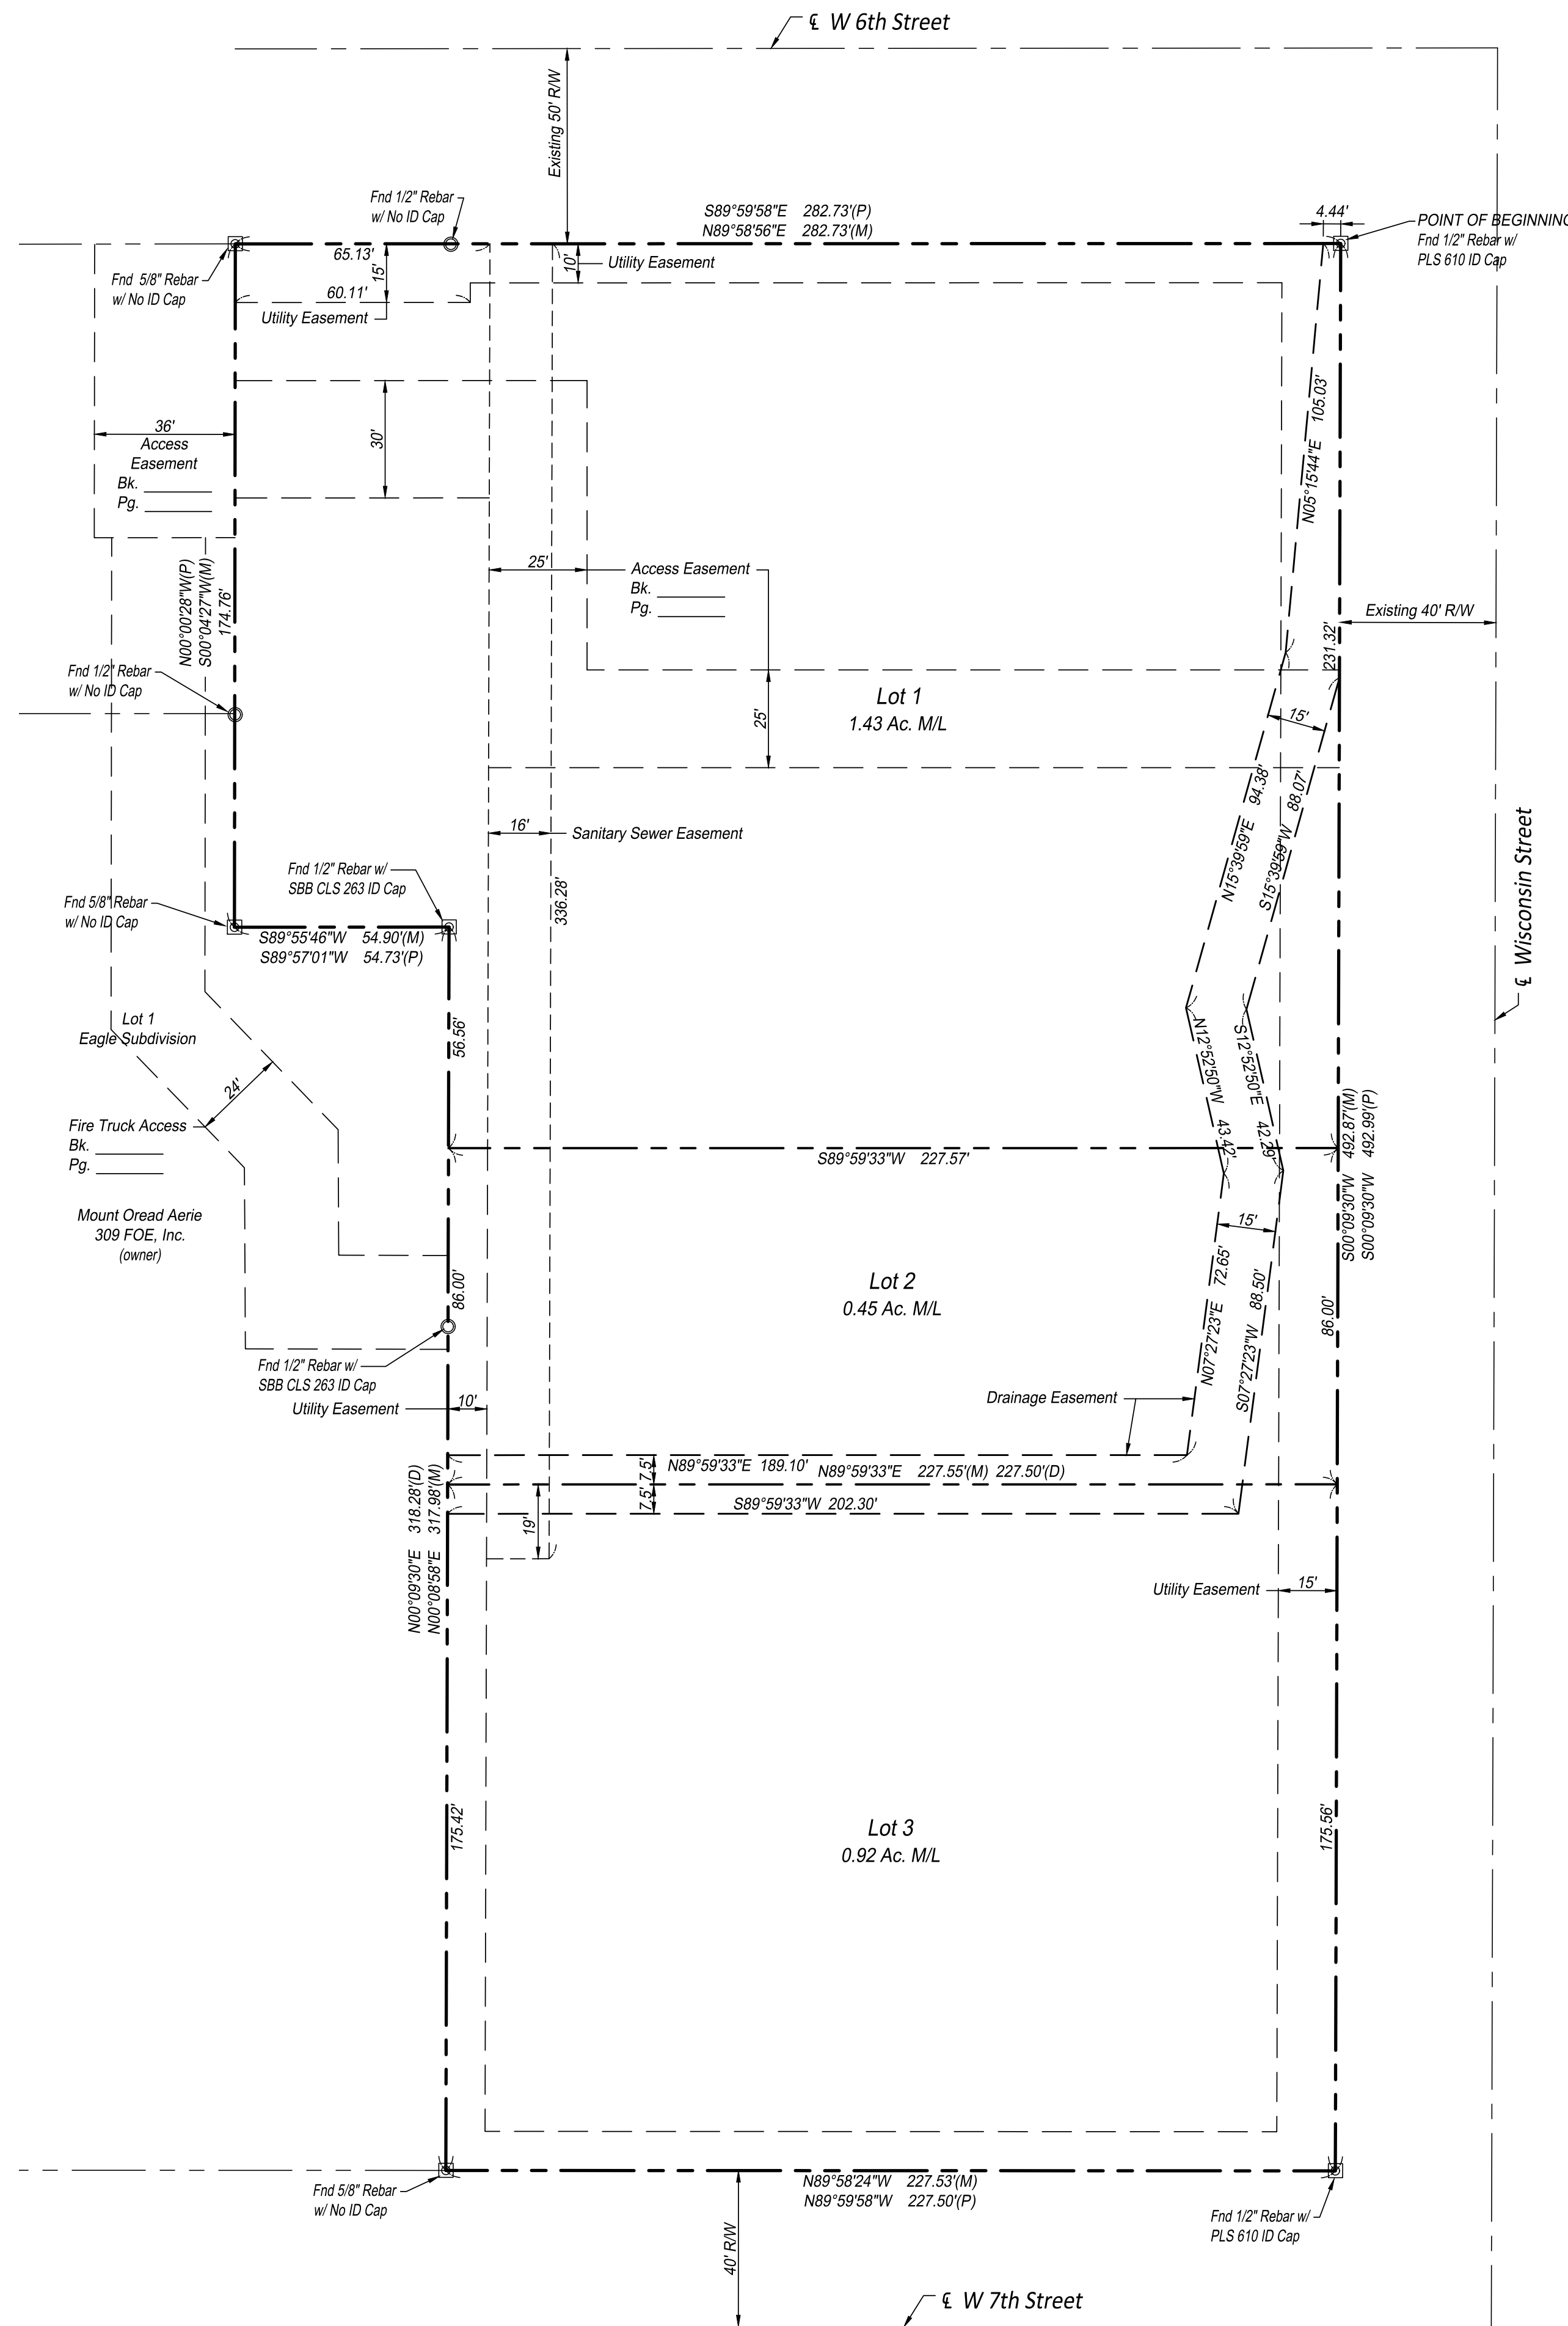 ℄ W 6th Street
Existing 50' R/W
Fnd 1/2" Rebar
w/ No ID Cap
S89°59'58"E 282.73'(P)
N89°58'56"E 282.73'(M)
4.44'
POINT OF BEGINNING
Fnd 1/2" Rebar w/
PLS 610 ID Cap
65.13'
15'
10'
Utility Easement
Fnd 5/8" Rebar
w/ No ID Cap
60.11'
Utility Easement
36'
Access
Easement
Bk.
Pg.
30'
N05°15'44"E 105.03'
N00°00'28"W(P)
S00°04'27"W(M)
174.76'
25'
Access Easement
Bk.
Pg.
Existing 40' R/W
231.32'
Fnd 1/2" Rebar
w/ No ID Cap
Lot 1
1.43 Ac. M/L
25'
15'
N15°39'59"E 94.38'
S15°39'59"W 88.07'
16'
Sanitary Sewer Easement
℄ Wisconsin Street
Fnd 1/2" Rebar w/
SBB CLS 263 ID Cap
336.28'
Fnd 5/8" Rebar
w/ No ID Cap
S89°55'46"W 54.90'(M)
S89°57'01"W 54.73'(P)
Lot 1
Eagle Subdivision
56.56'
N12°52'50"W 43.42'
S12°52'50"E 42.29'
24'
S00°09'30"W 492.87'(M)
S00°09'30"W 492.99'(P)
Fire Truck Access
Bk.
Pg.
S89°59'33"W 227.57'
Mount Oread Aerie
309 FOE, Inc.
(owner)
15'
Lot 2
0.45 Ac. M/L
86.00'
N07°27'23"E 72.65'
S07°27'23"W 88.50'
86.00'
Fnd 1/2" Rebar w/
SBB CLS 263 ID Cap
Utility Easement
10'
Drainage Easement
7.5'
7.5'
N89°59'33"E 189.10'
N89°59'33"E 227.55'(M) 227.50'(D)
S89°59'33"W 202.30'
N00°09'30"E 318.28'(D)
N00°08'58"E 317.98'(M)
19'
Utility Easement
15'
175.42'
Lot 3
0.92 Ac. M/L
175.56'
N89°58'24"W 227.53'(M)
N89°59'58"W 227.50'(P)
Fnd 5/8" Rebar
w/ No ID Cap
Fnd 1/2" Rebar w/
PLS 610 ID Cap
40' R/W
℄ W 7th Street